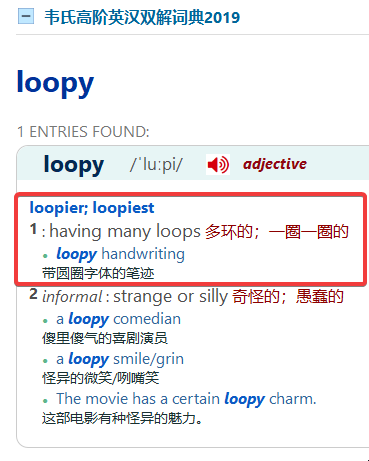 韦氏高阶英汉双解词典2019
loopy
1 ENTRIES FOUND:
loopy /ˈluːpi/ adjective
loopier; loopiest
1 : having many loops 多环的；一圈一圈的
• loopy handwriting
带圆圈字体的笔迹
2 informal : strange or silly 奇怪的；愚蠢的
• a loopy comedian
傻里傻气的喜剧演员
• a loopy smile/grin
怪异的微笑/咧嘴笑
• The movie has a certain loopy charm.
这部电影有种怪异的魅力。